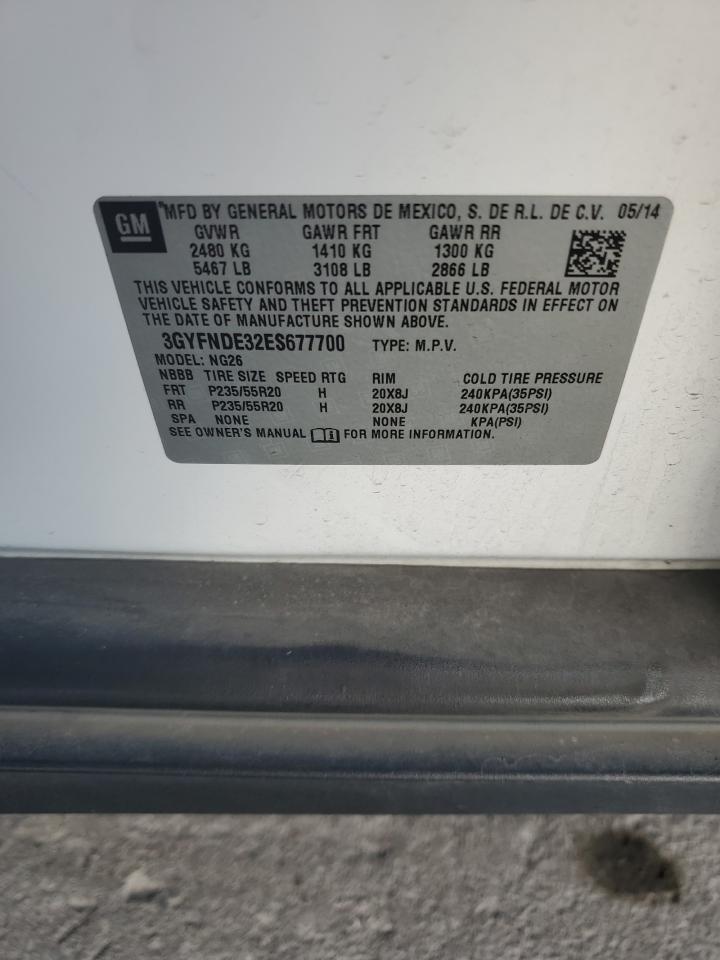 GM
*MFD BY GENERAL MOTORS DE MEXICO, S. DE R.L. DE C.V. 05/14
GVWR GAWR FRT GAWR RR
2480 KG 1410 KG 1300 KG
5467 LB 3108 LB 2866 LB
THIS VEHICLE CONFORMS TO ALL APPLICABLE U.S. FEDERAL MOTOR
VEHICLE SAFETY AND THEFT PREVENTION STANDARDS IN EFFECT ON
THE DATE OF MANUFACTURE SHOWN ABOVE.
3GYFNDE32ES677700 TYPE: M.P.V.
MODEL: NG26
NBBB TIRE SIZE SPEED RTG RIM COLD TIRE PRESSURE
FRT P235/55R20 H 20X8J 240KPA(35PSI)
RR P235/55R20 H 20X8J 240KPA(35PSI)
SPA NONE NONE KPA(PSI)
SEE OWNER'S MANUAL FOR MORE INFORMATION.